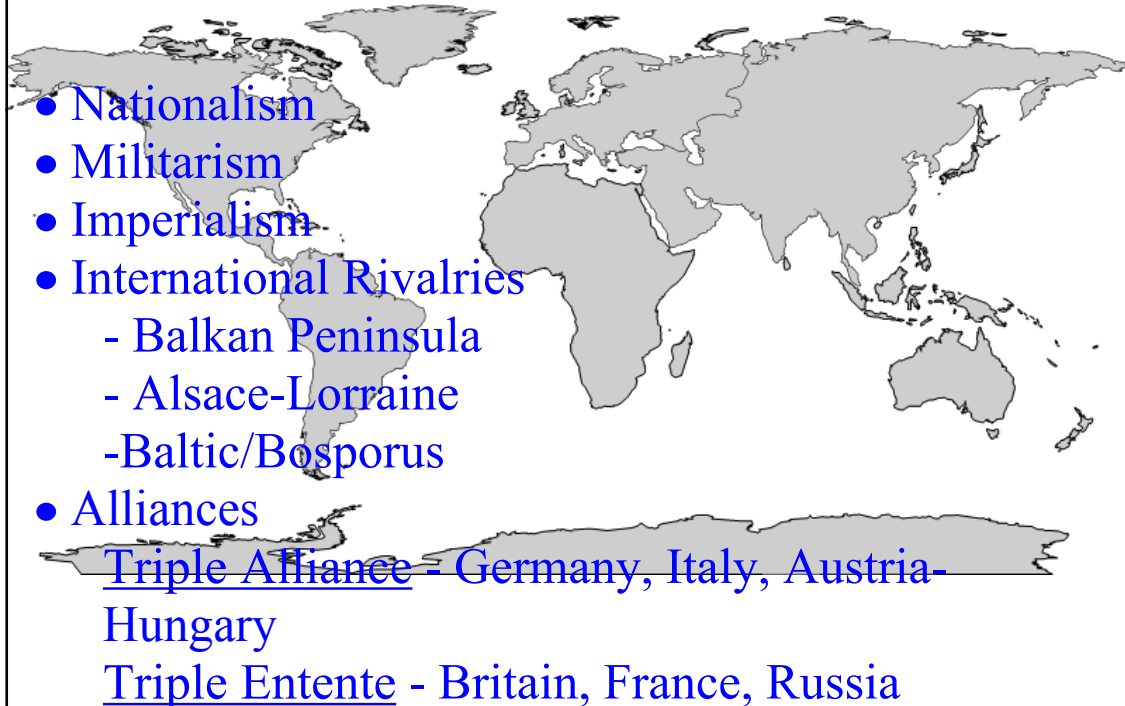 ● Nationalism
● Militarism
● Imperialism
● International Rivalries
- Balkan Peninsula
- Alsace-Lorraine
-Baltic/Bosporus
● Alliances
Triple Alliance - Germany, Italy, Austria-
Hungary
Triple Entente - Britain, France, Russia